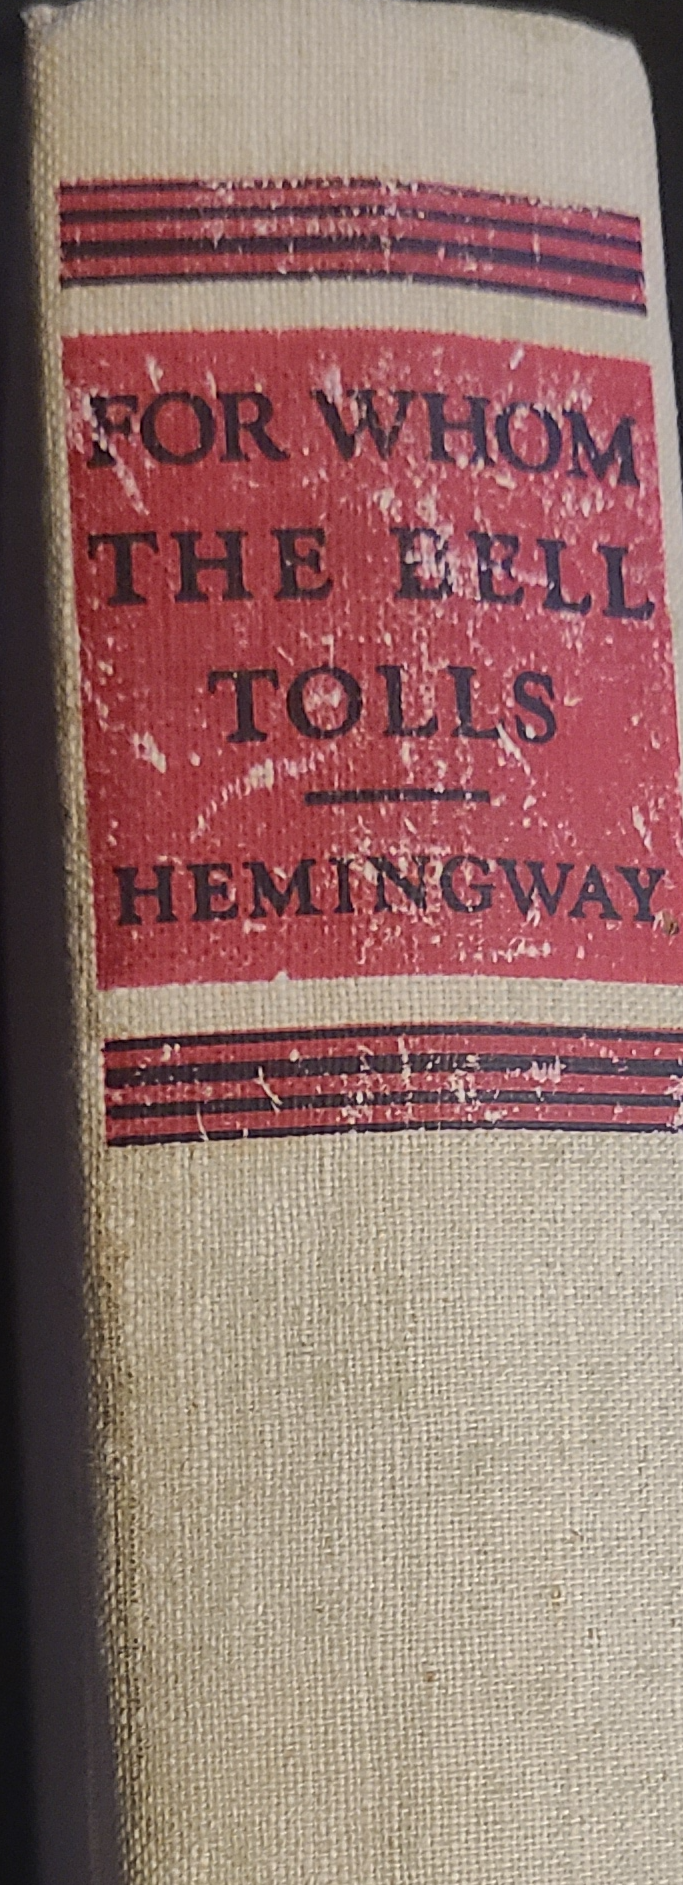 FOR WHOM
THE BELL
TOLLS
HEMINGWAY